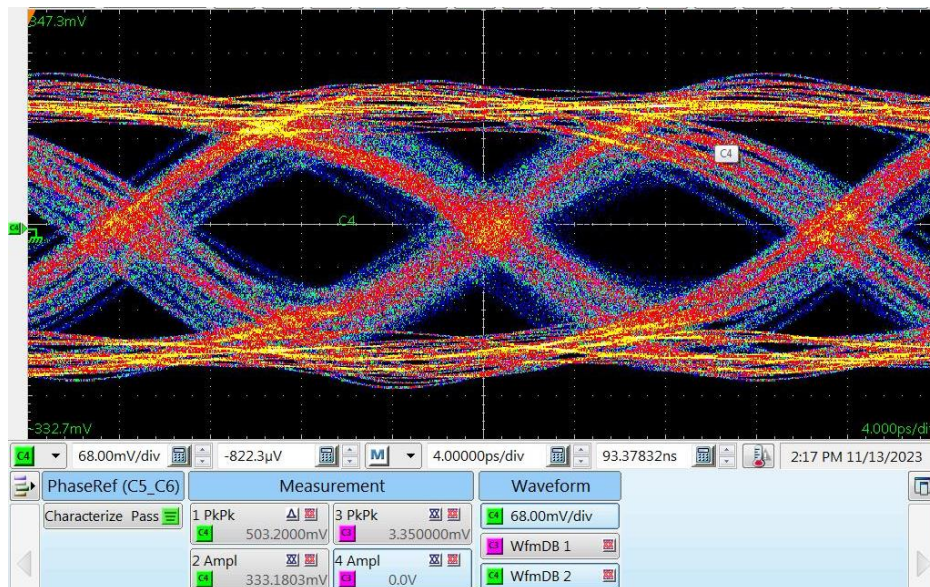 347.3mV
C4
C4
C4
-332.7mV 4.000ps/div
C4 68.00mV/div -822.3µV M 4.00000ps/div 93.37832ns 2:17 PM 11/13/2023
PhaseRef (C5_C6) Measurement Waveform
Characterize Pass 1 PkPk 3 PkPk C4 68.00mV/div
C4 503.2000mV C3 3.350000mV C3 WfmDB 1
2 Ampl 4 Ampl C4 WfmDB 2
C4 333.1803mV C3 0.0V